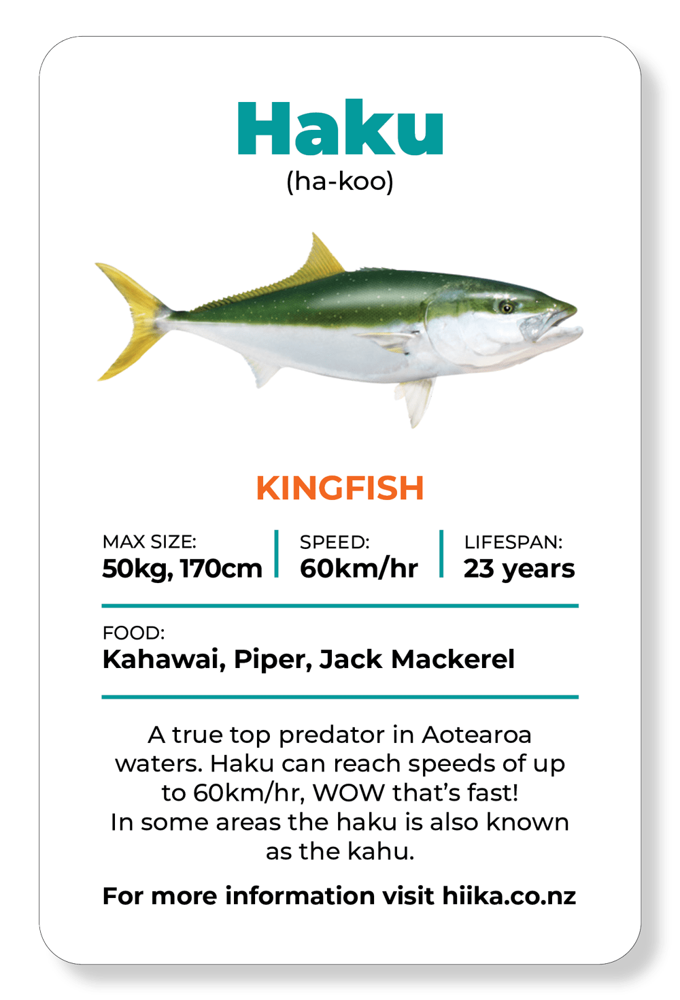 Haku
(ha-koo)
KINGFISH
MAX SIZE:
50kg, 170cm
SPEED:
60km/hr
LIFESPAN:
23 years
FOOD:
Kahawai, Piper, Jack Mackerel
A true top predator in Aotearoa
waters. Haku can reach speeds of up
to 60km/hr, WOW that's fast!
In some areas the haku is also known
as the kahu.
For more information visit hiika.co.nz